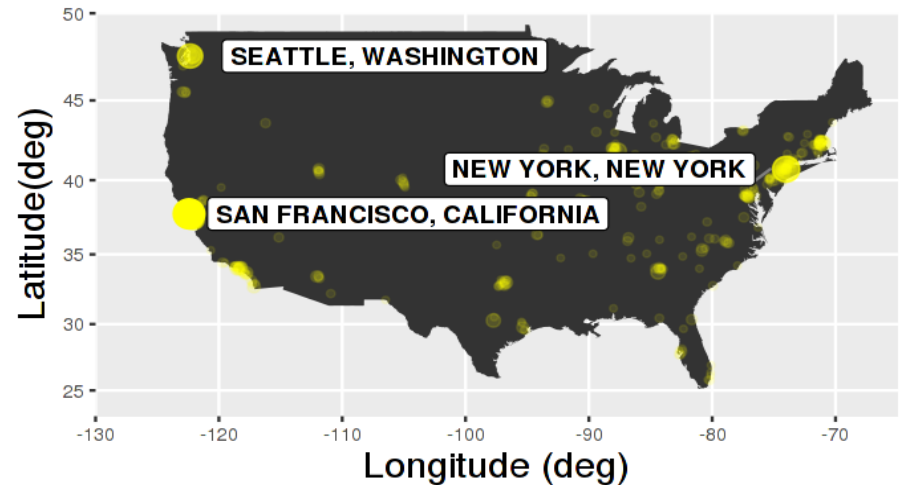 50
SEATTLE, WASHINGTON
45
NEW YORK, NEW YORK
40
SAN FRANCISCO, CALIFORNIA
35
30
25
Latitude(deg)
-130 -120 -110 -100 -90 -80 -70
Longitude (deg)